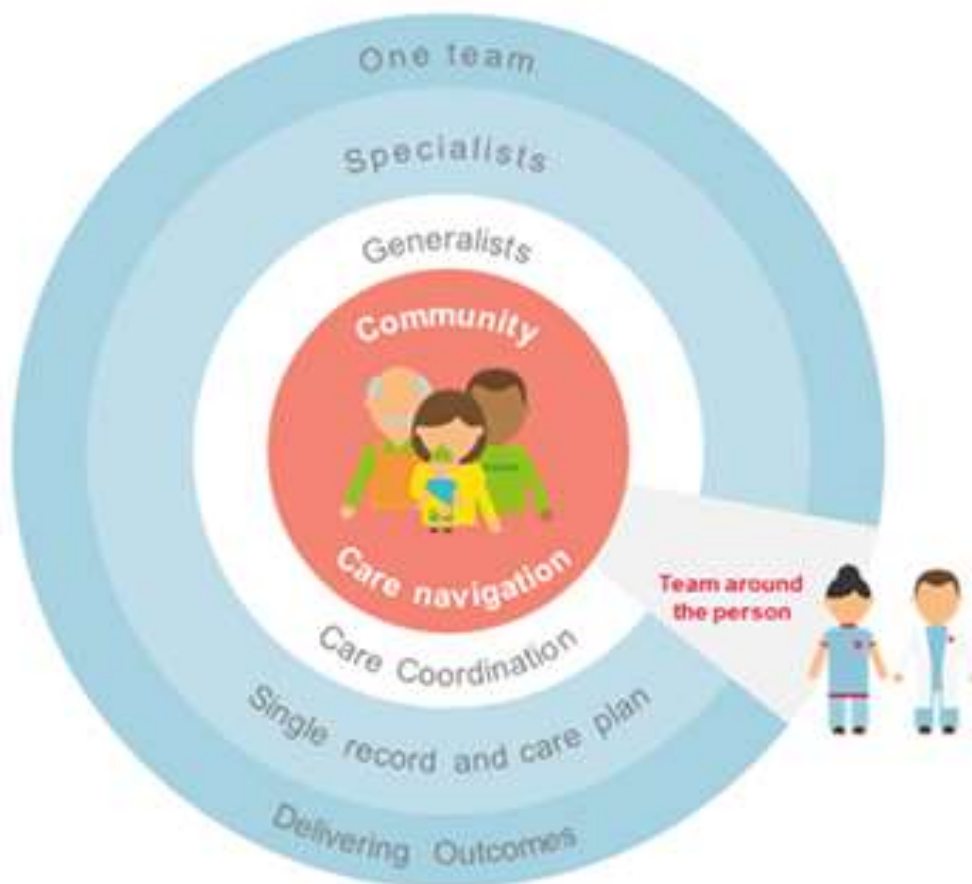 One team
Specialists
Generalists
Community
Care navigation
Team around
the person
Care Coordination
Single record and care plan
Delivering Outcomes